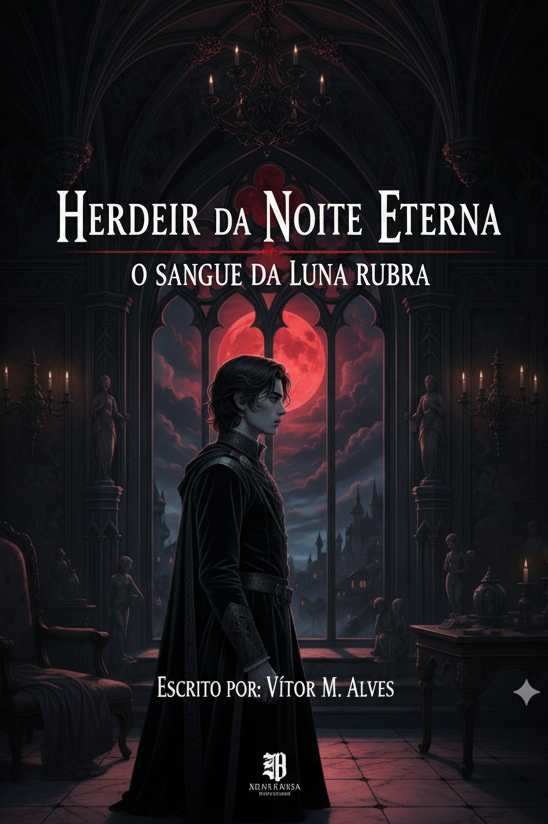 HERDEIR DA NOITE ETERNA
O SANGUE DA LUNA RUBRA
ESCRITO POR: VÍTOR M. ALVES